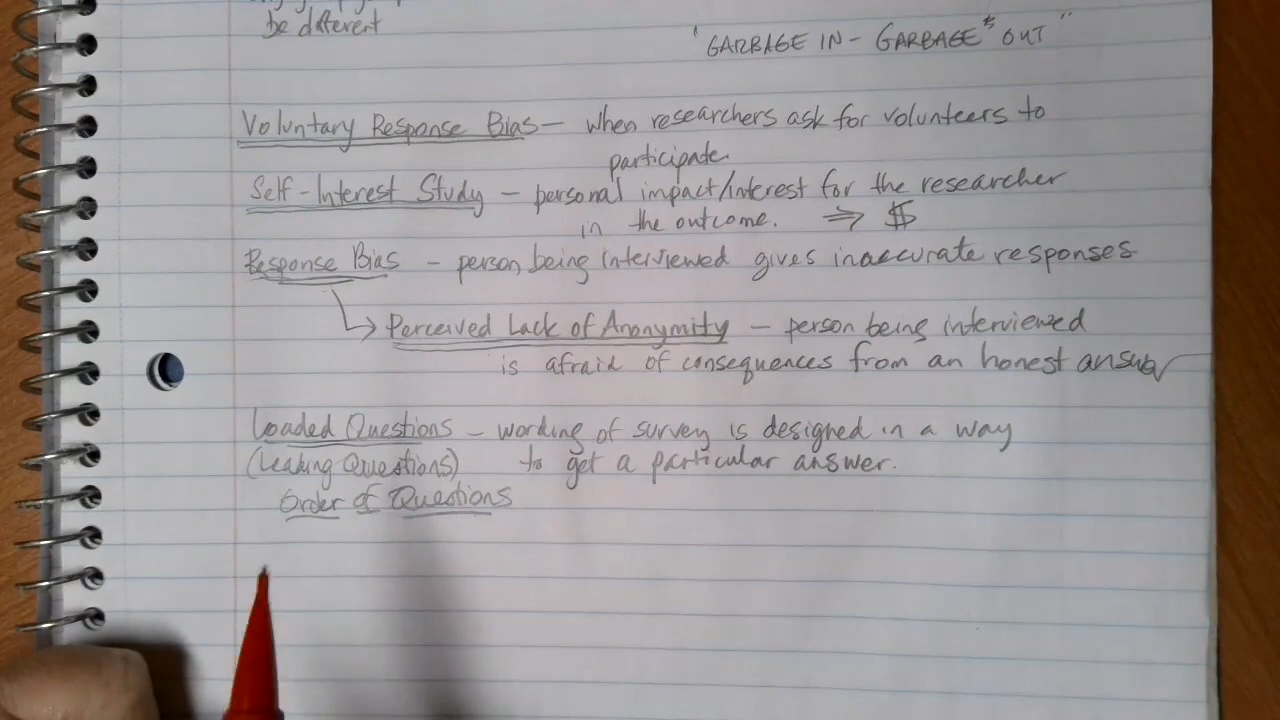 be different
"GARBAGE IN - GARBAGE OUT"
Voluntary Response Bias - when researchers ask for volunteers to
participate.
Self-Interest Study - personal impact/interest for the researcher
in the outcome. ⇒ $
Response Bias - person being interviewed gives inaccurate responses
↳ Perceived Lack of Anonymity - person being interviewed
is afraid of consequences from an honest answer
Loaded Questions - wording of survey is designed in a way
(Leading Questions) to get a particular answer.
Order of Questions